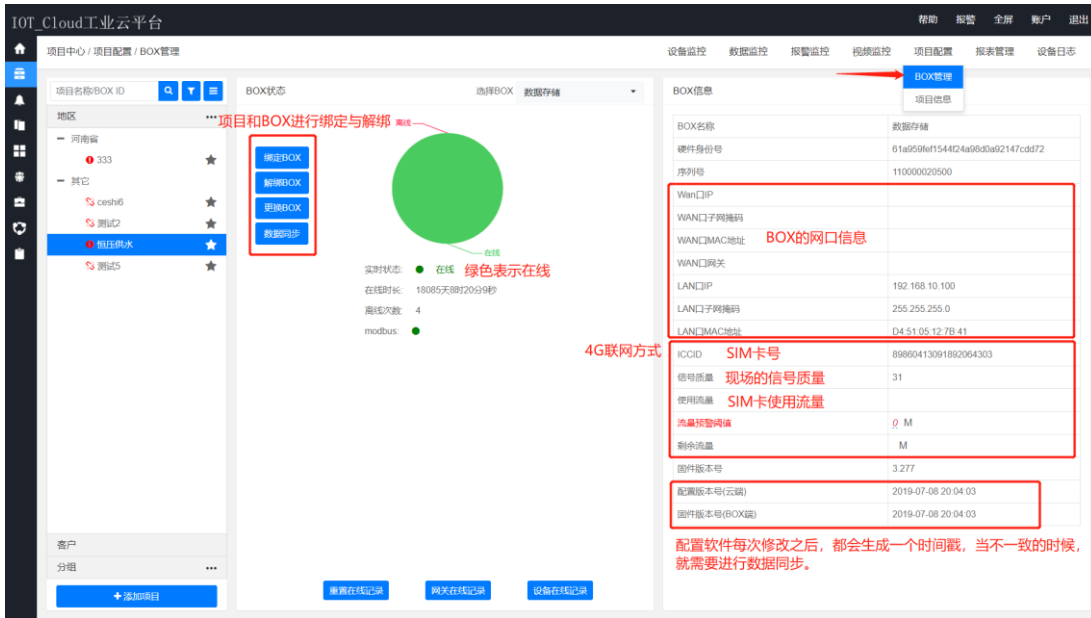 IOT_Cloud工业云平台
帮助 报警 全屏 账户 退出
项目中心 / 项目配置 / BOX管理
设备监控 数据监控 报警监控 视频监控 项目配置 报表管理 设备日志
BOX管理
项目信息
项目名称/BOX ID
地区
河南省
333
其它
ceshi6
测试2
恒压供水
测试5
客户
分组
添加项目
BOX状态
选择BOX 数据存储
项目和BOX进行绑定与解绑
离线
绑定BOX
解绑BOX
更换BOX
数据同步
在线
实时状态: 在线 绿色表示在线
在线时长: 18085天8时20分9秒
离线次数: 4
modbus:
4G联网方式
重置在线记录 网关在线记录 设备在线记录
BOX信息
BOX名称 数据存储
硬件身份号 61a959fef1544f24a98d0a92147cdd72
序列号 110000020500
Wan口IP
WAN口子网掩码
WAN口MAC地址 BOX的网口信息
WAN口网关
LAN口IP 192.168.10.100
LAN口子网掩码 255.255.255.0
LAN口MAC地址 D4:51:05:12:7B:41
ICCID SIM卡号 89860413091892064303
信号质量 现场的信号质量 31
使用流量 SIM卡使用流量
流量预警阈值 0 M
剩余流量 M
固件版本号 3.277
配置版本号(云端) 2019-07-08 20:04:03
固件版本号(BOX端) 2019-07-08 20:04:03
配置软件每次修改之后，都会生成一个时间戳，当不一致的时候，
就需要进行数据同步。